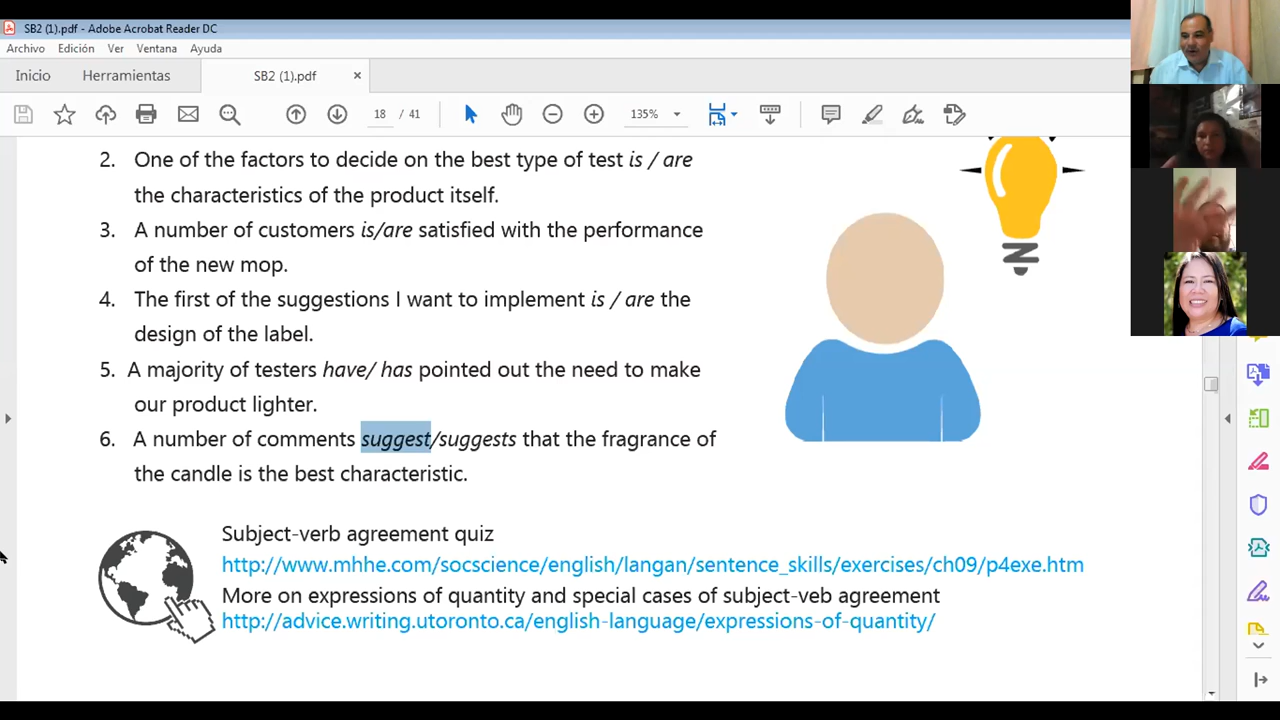 SB2 (1).pdf - Adobe Acrobat Reader DC
Archivo Edición Ver Ventana Ayuda
Inicio Herramientas SB2 (1).pdf ×
18 / 41 135%
2. One of the factors to decide on the best type of test is / are
the characteristics of the product itself.
3. A number of customers is/are satisfied with the performance
of the new mop.
4. The first of the suggestions I want to implement is / are the
design of the label.
5. A majority of testers have/ has pointed out the need to make
our product lighter.
6. A number of comments suggest/suggests that the fragrance of
the candle is the best characteristic.
Subject-verb agreement quiz
http://www.mhhe.com/socscience/english/langan/sentence_skills/exercises/ch09/p4exe.htm
More on expressions of quantity and special cases of subject-veb agreement
http://advice.writing.utoronto.ca/english-language/expressions-of-quantity/